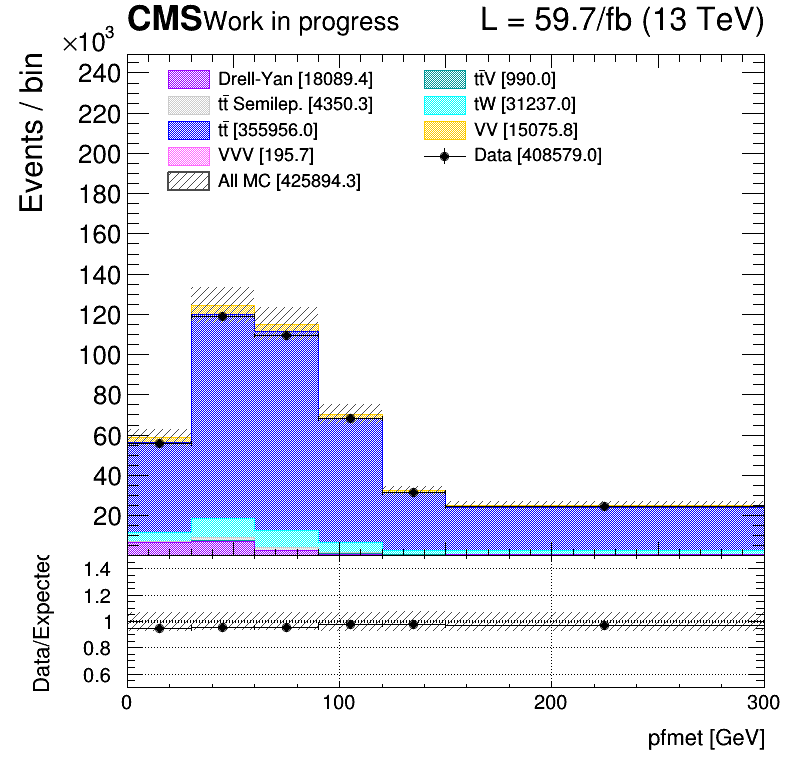 CMS Work in progress L = 59.7/fb (13 TeV)
×10³
Events / bin
240
220
200
180
160
140
120
100
80
60
40
20
Drell-Yan [18089.4]
tt̄ Semilep. [4350.3]
tt̄ [355956.0]
VVV [195.7]
All MC [425894.3]
tt̄V [990.0]
tW [31237.0]
VV [15075.8]
Data [408579.0]
Data/Expected
1.4
1.2
1
0.8
0.6
0 100 200 300
pfmet [GeV]